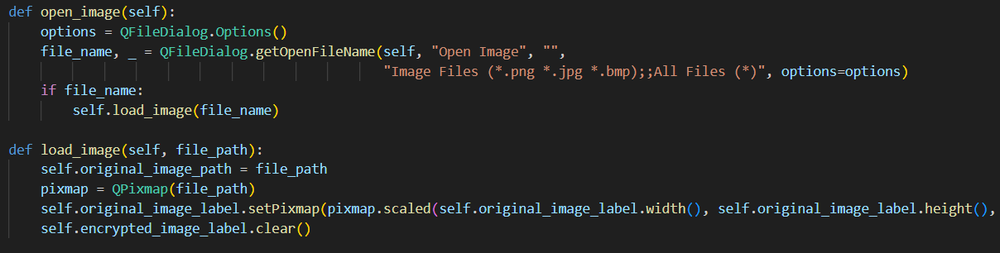 def open_image(self):
    options = QFileDialog.Options()
    file_name, _ = QFileDialog.getOpenFileName(self, "Open Image", "",
                                               "Image Files (*.png *.jpg *.bmp);;All Files (*)", options=options)
    if file_name:
        self.load_image(file_name)

def load_image(self, file_path):
    self.original_image_path = file_path
    pixmap = QPixmap(file_path)
    self.original_image_label.setPixmap(pixmap.scaled(self.original_image_label.width(), self.original_image_label.height(),
    self.encrypted_image_label.clear()